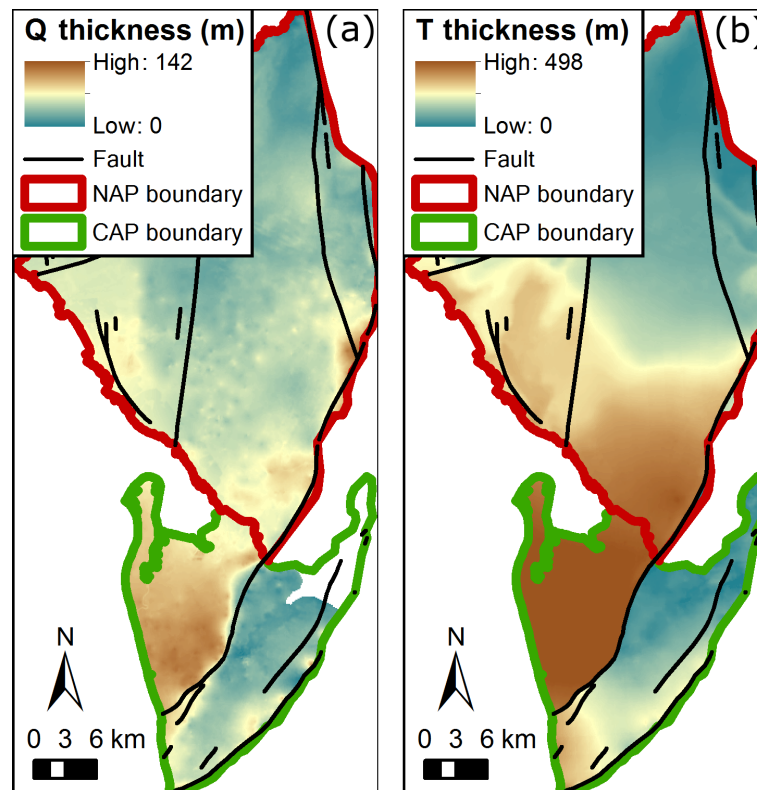 Q thickness (m)
(a)
High: 142
Low: 0
Fault
NAP boundary
CAP boundary
N
0 3 6 km
T thickness (m)
(b)
High: 498
Low: 0
Fault
NAP boundary
CAP boundary
N
0 3 6 km